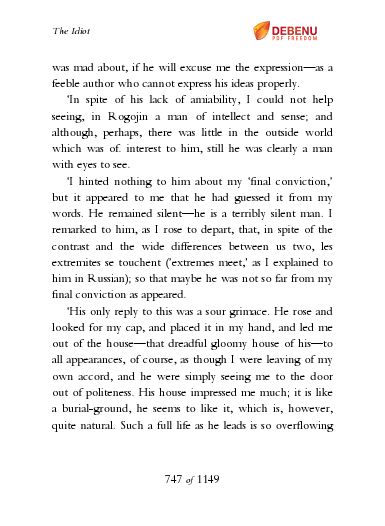 The Idiot
DEBENU
PDF FREEDOM
was mad about, if he will excuse me the expression—as a
feeble author who cannot express his ideas properly.
'In spite of his lack of amiability, I could not help
seeing, in Rogojin a man of intellect and sense; and
although, perhaps, there was little in the outside world
which was of. interest to him, still he was clearly a man
with eyes to see.
'I hinted nothing to him about my 'final conviction,'
but it appeared to me that he had guessed it from my
words. He remained silent—he is a terribly silent man. I
remarked to him, as I rose to depart, that, in spite of the
contrast and the wide differences between us two, les
extremites se touchent ('extremes meet,' as I explained to
him in Russian); so that maybe he was not so far from my
final conviction as appeared.
'His only reply to this was a sour grimace. He rose and
looked for my cap, and placed it in my hand, and led me
out of the house—that dreadful gloomy house of his—to
all appearances, of course, as though I were leaving of my
own accord, and he were simply seeing me to the door
out of politeness. His house impressed me much; it is like
a burial-ground, he seems to like it, which is, however,
quite natural. Such a full life as he leads is so overflowing
747 of 1149